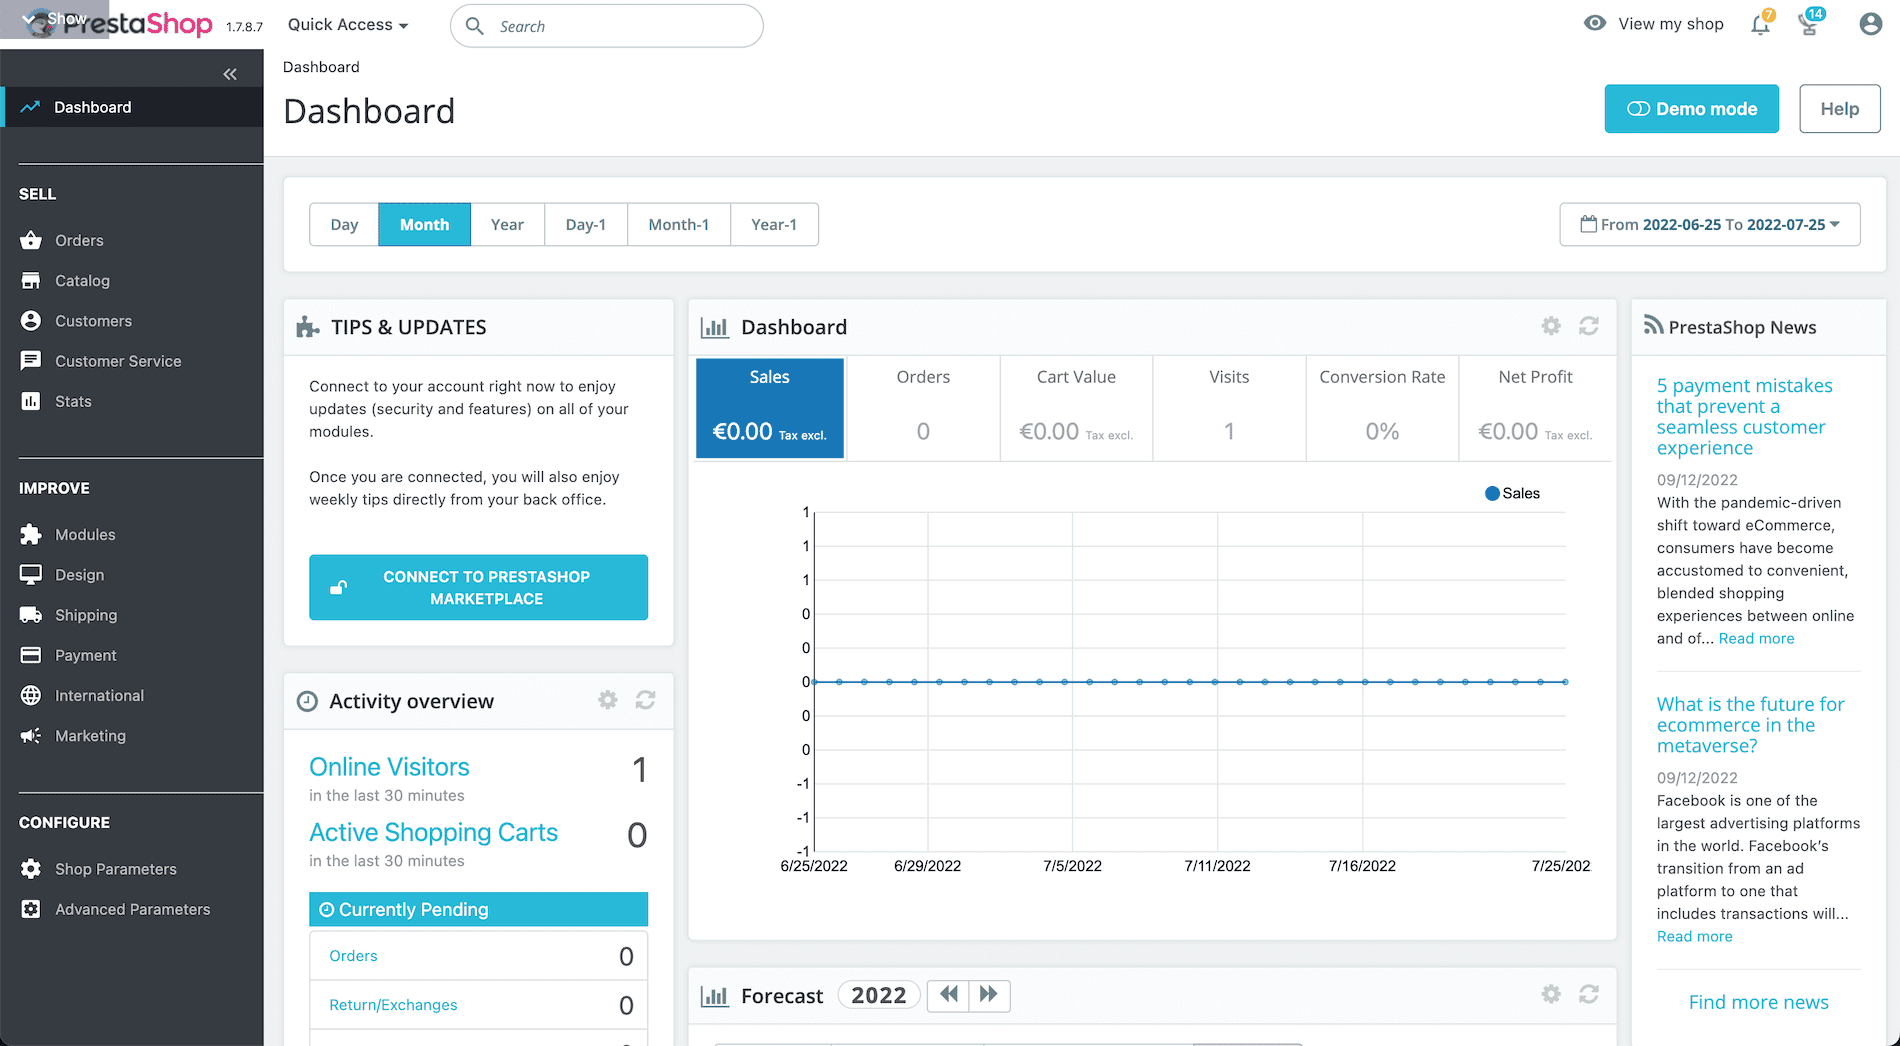 Show
PrestaShop 1.7.8.7
Quick Access
Search
View my shop
7
14
Dashboard
Dashboard
Demo mode
Help
Dashboard
SELL
Orders
Catalog
Customers
Customer Service
Stats
IMPROVE
Modules
Design
Shipping
Payment
International
Marketing
CONFIGURE
Shop Parameters
Advanced Parameters
Day
Month
Year
Day-1
Month-1
Year-1
From 2022-06-25 To 2022-07-25
TIPS & UPDATES
Connect to your account right now to enjoy
updates (security and features) on all of your
modules.
Once you are connected, you will also enjoy
weekly tips directly from your back office.
CONNECT TO PRESTASHOP
MARKETPLACE
Activity overview
Online Visitors 1
in the last 30 minutes
Active Shopping Carts 0
in the last 30 minutes
Currently Pending
Orders 0
Return/Exchanges 0
Dashboard
Sales
€0.00 Tax excl.
Orders
0
Cart Value
€0.00 Tax excl.
Visits
1
Conversion Rate
0%
Net Profit
€0.00 Tax excl.
Sales
1
1
1
0
0
0
0
0
-1
-1
-1
6/25/2022 6/29/2022 7/5/2022 7/11/2022 7/16/2022 7/25/202
Forecast 2022
PrestaShop News
5 payment mistakes
that prevent a
seamless customer
experience
09/12/2022
With the pandemic-driven
shift toward eCommerce,
consumers have become
accustomed to convenient,
blended shopping
experiences between online
and of... Read more
What is the future for
ecommerce in the
metaverse?
09/12/2022
Facebook is one of the
largest advertising platforms
in the world. Facebook's
transition from an ad
platform to one that
includes transactions will...
Read more
Find more news